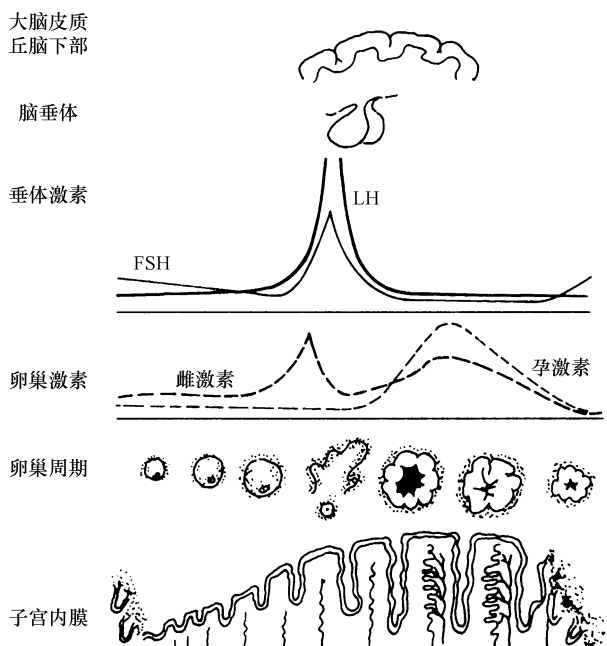 大脑皮质
丘脑下部
脑垂体
垂体激素
LH
FSH
卵巢激素
雌激素
孕激素
卵巢周期
子宫内膜